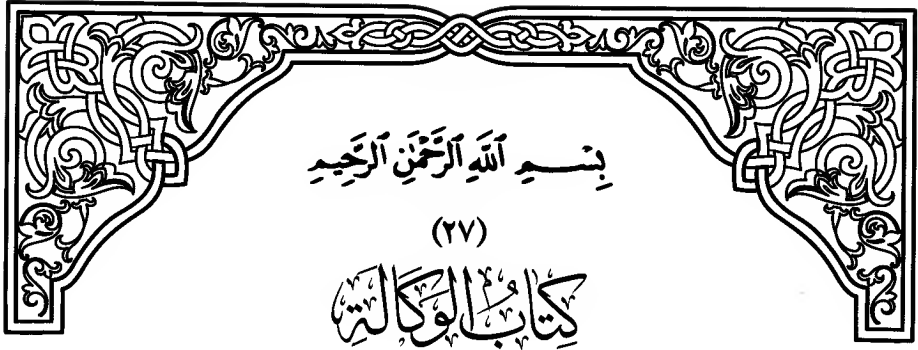 بِسْمِ ٱللَّهِ ٱلرَّحْمَٰنِ ٱلرَّحِيمِ
(٢٧)
كِتَابُ الْوَكَالَةِ